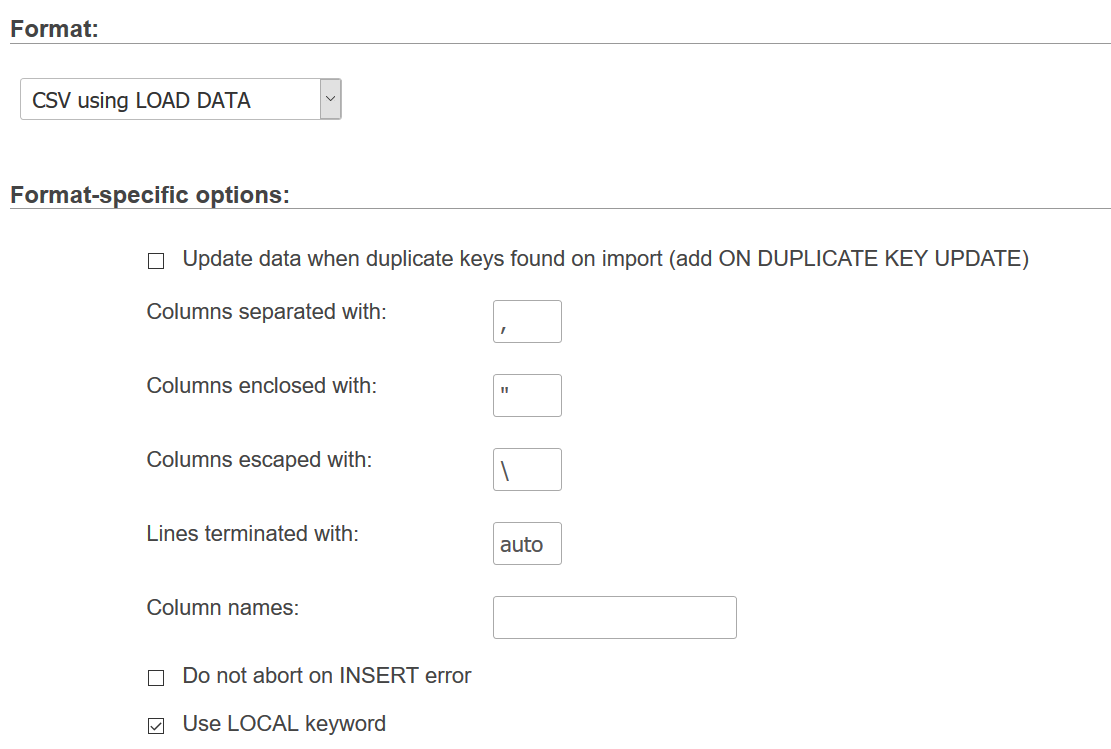 Format:
CSV using LOAD DATA
Format-specific options:
Update data when duplicate keys found on import (add ON DUPLICATE KEY UPDATE)
Columns separated with: ,
Columns enclosed with: "
Columns escaped with: \
Lines terminated with: auto
Column names:
Do not abort on INSERT error
Use LOCAL keyword